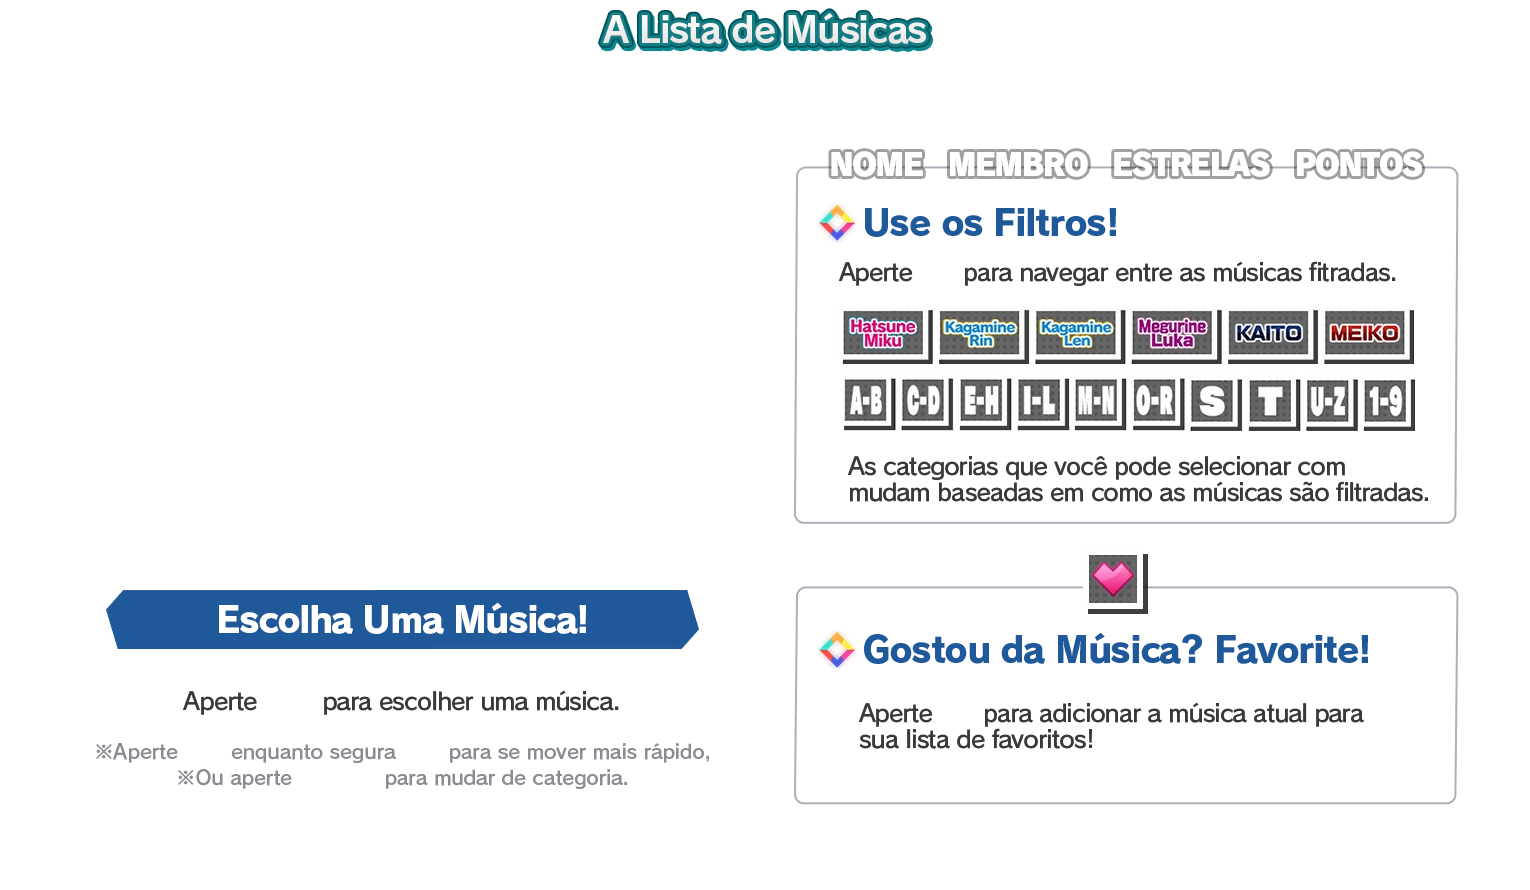 A Lista de Músicas
NOME MEMBRO ESTRELAS PONTOS
Use os Filtros!
Aperte para navegar entre as músicas fitradas.
Hatsune Miku
Kagamine Rin
Kagamine Len
Megurine Luka
KAITO
MEIKO
A-B C-D E-H I-L M-N O-R S T U-Z 1-9
As categorias que você pode selecionar com
mudam baseadas em como as músicas são filtradas.
Escolha Uma Música!
Aperte para escolher uma música.
※Aperte enquanto segura para se mover mais rápido,
※Ou aperte para mudar de categoria.
Gostou da Música? Favorite!
Aperte para adicionar a música atual para
sua lista de favoritos!